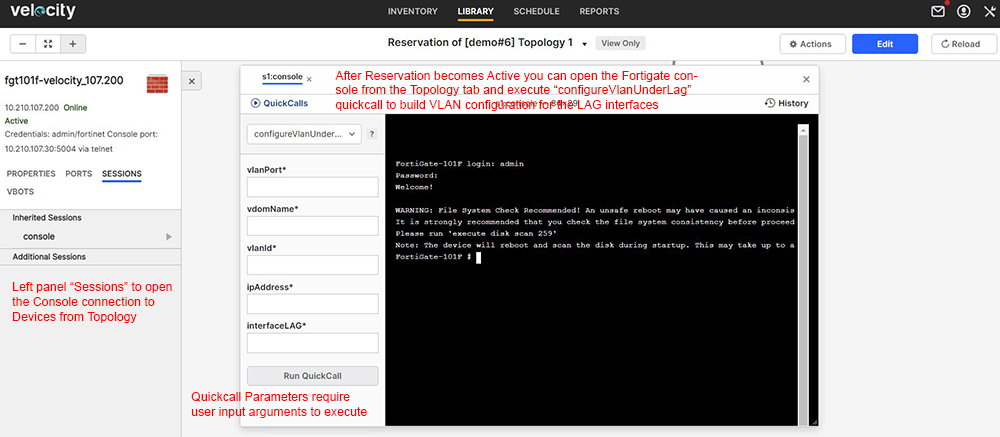 velocity
INVENTORY LIBRARY SCHEDULE REPORTS
Reservation of [demo#6] Topology 1
View Only
Actions
Edit
Reload
fgt101f-velocity_107.200
10.210.107.200 Online
Active
Credentials: admin/fortinet Console port:
10.210.107.30:5004 via telnet
PROPERTIES PORTS SESSIONS
VBOTS
Inherited Sessions
console
Additional Sessions
Left panel “Sessions” to open
the Console connection to
Devices from Topology
s1:console
After Reservation becomes Active you can open the Fortigate con-
sole from the Topology tab and execute “configureVlanUnderLag”
quickcall to build VLAN configuration for the LAG interfaces
QuickCalls
History
configureVlanUnder...
?
vlanPort*
vdomName*
vlanId*
ipAddress*
interfaceLAG*
Run QuickCall
Quickcall Parameters require
user input arguments to execute
FortiGate-101F login: admin
Password:
Welcome!
WARNING: File System Check Recommended! An unsafe reboot may have caused an inconsis
It is strongly recommended that you check the file system consistency before proceed
Please run 'execute disk scan 259'
Note: The device will reboot and scan the disk during startup. This may take up to a
FortiGate-101F #